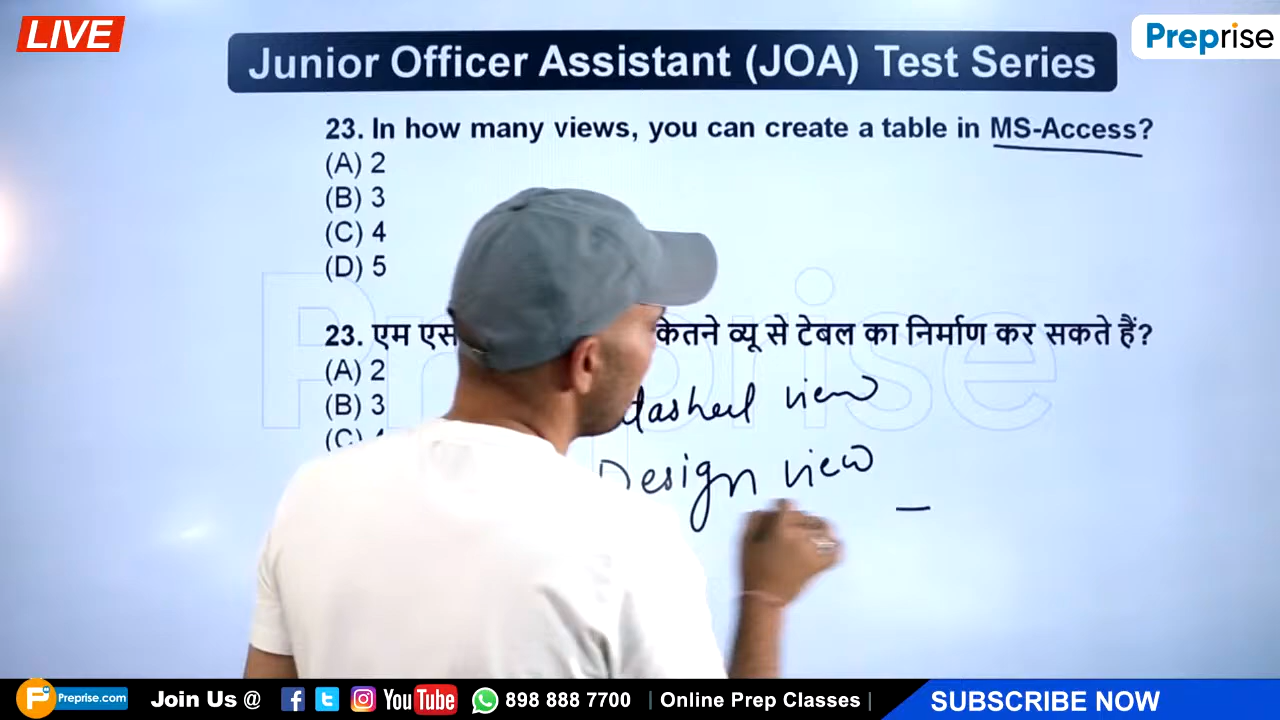 LIVE
Preprise
Junior Officer Assistant (JOA) Test Series
23. In how many views, you can create a table in MS-Access?
(A) 2
(B) 3
(C) 4
(D) 5
23. एम एस केतने व्यू से टेबल का निर्माण कर सकते हैं?
(A) 2
(B) 3
(C)
view
Design view
Preprise
Preprise.com Join Us @ You Tube 898 888 7700 | Online Prep Classes | SUBSCRIBE NOW